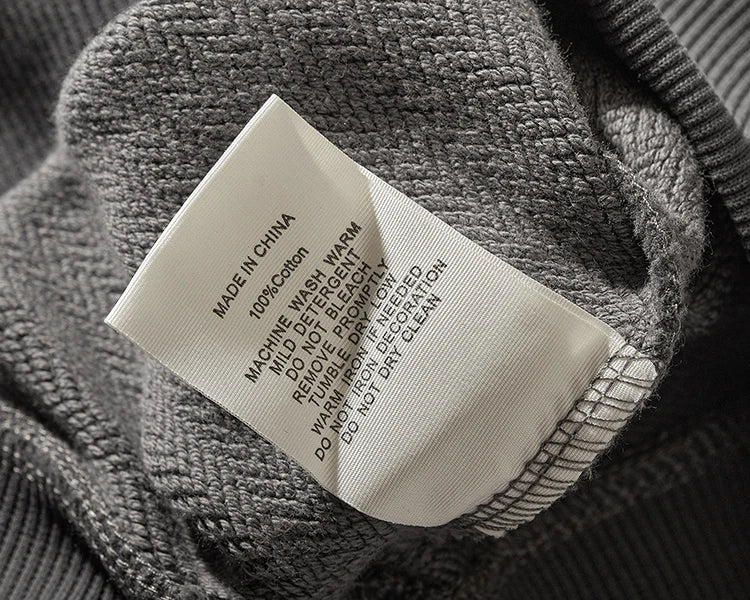 MADE IN CHINA
100%Cotton
MACHINE WASH WARM
MILD DETERGENT
DO NOT BLEACH
REMOVE PROMPTLY
TUMBLE DRY LOW
WARM IRON IF NEEDED
DO NOT IRON DECORATION
DO NOT DRY CLEAN